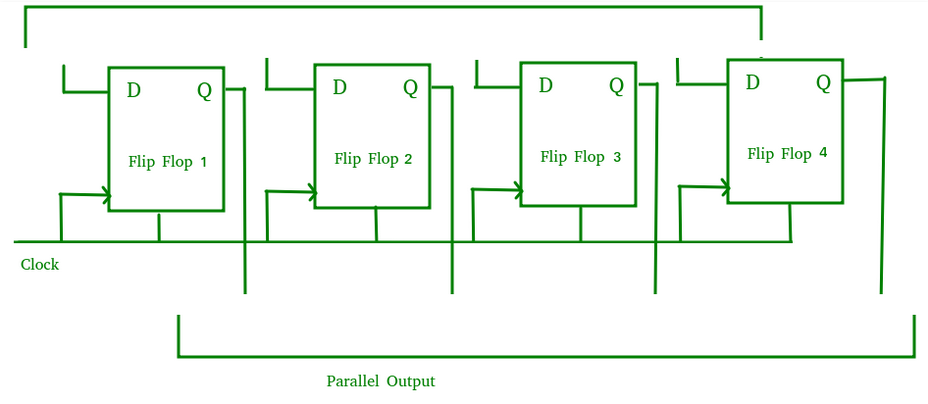 D Q D Q D Q D Q
Flip Flop 1 Flip Flop 2 Flip Flop 3 Flip Flop 4
Clock
Parallel Output